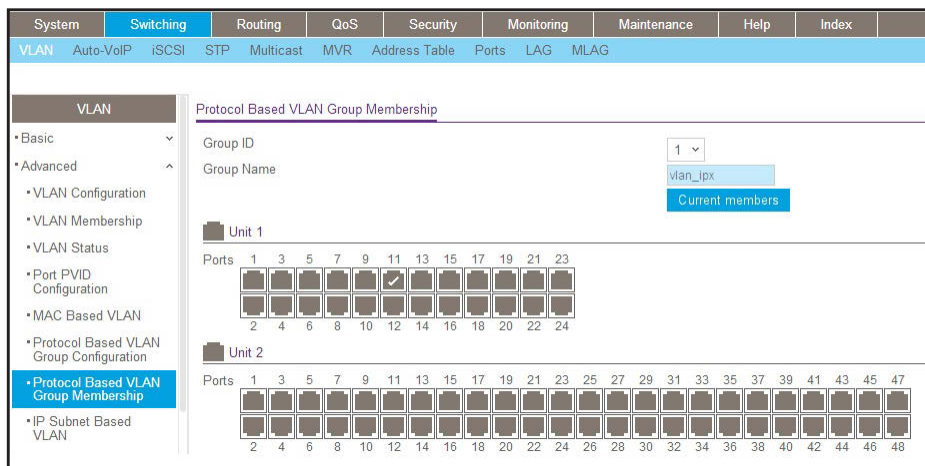 System Switching Routing QoS Security Monitoring Maintenance Help Index
VLAN Auto-VoIP iSCSI STP Multicast MVR Address Table Ports LAG MLAG
VLAN
Basic
Advanced
VLAN Configuration
VLAN Membership
VLAN Status
Port PVID
Configuration
MAC Based VLAN
Protocol Based VLAN
Group Configuration
Protocol Based VLAN
Group Membership
IP Subnet Based
VLAN
Protocol Based VLAN Group Membership
Group ID 1
Group Name vlan_ipx
Current members
Unit 1
Ports 1 3 5 7 9 11 13 15 17 19 21 23
2 4 6 8 10 12 14 16 18 20 22 24
Unit 2
Ports 1 3 5 7 9 11 13 15 17 19 21 23 25 27 29 31 33 35 37 39 41 43 45 47
2 4 6 8 10 12 14 16 18 20 22 24 26 28 30 32 34 36 38 40 42 44 46 48